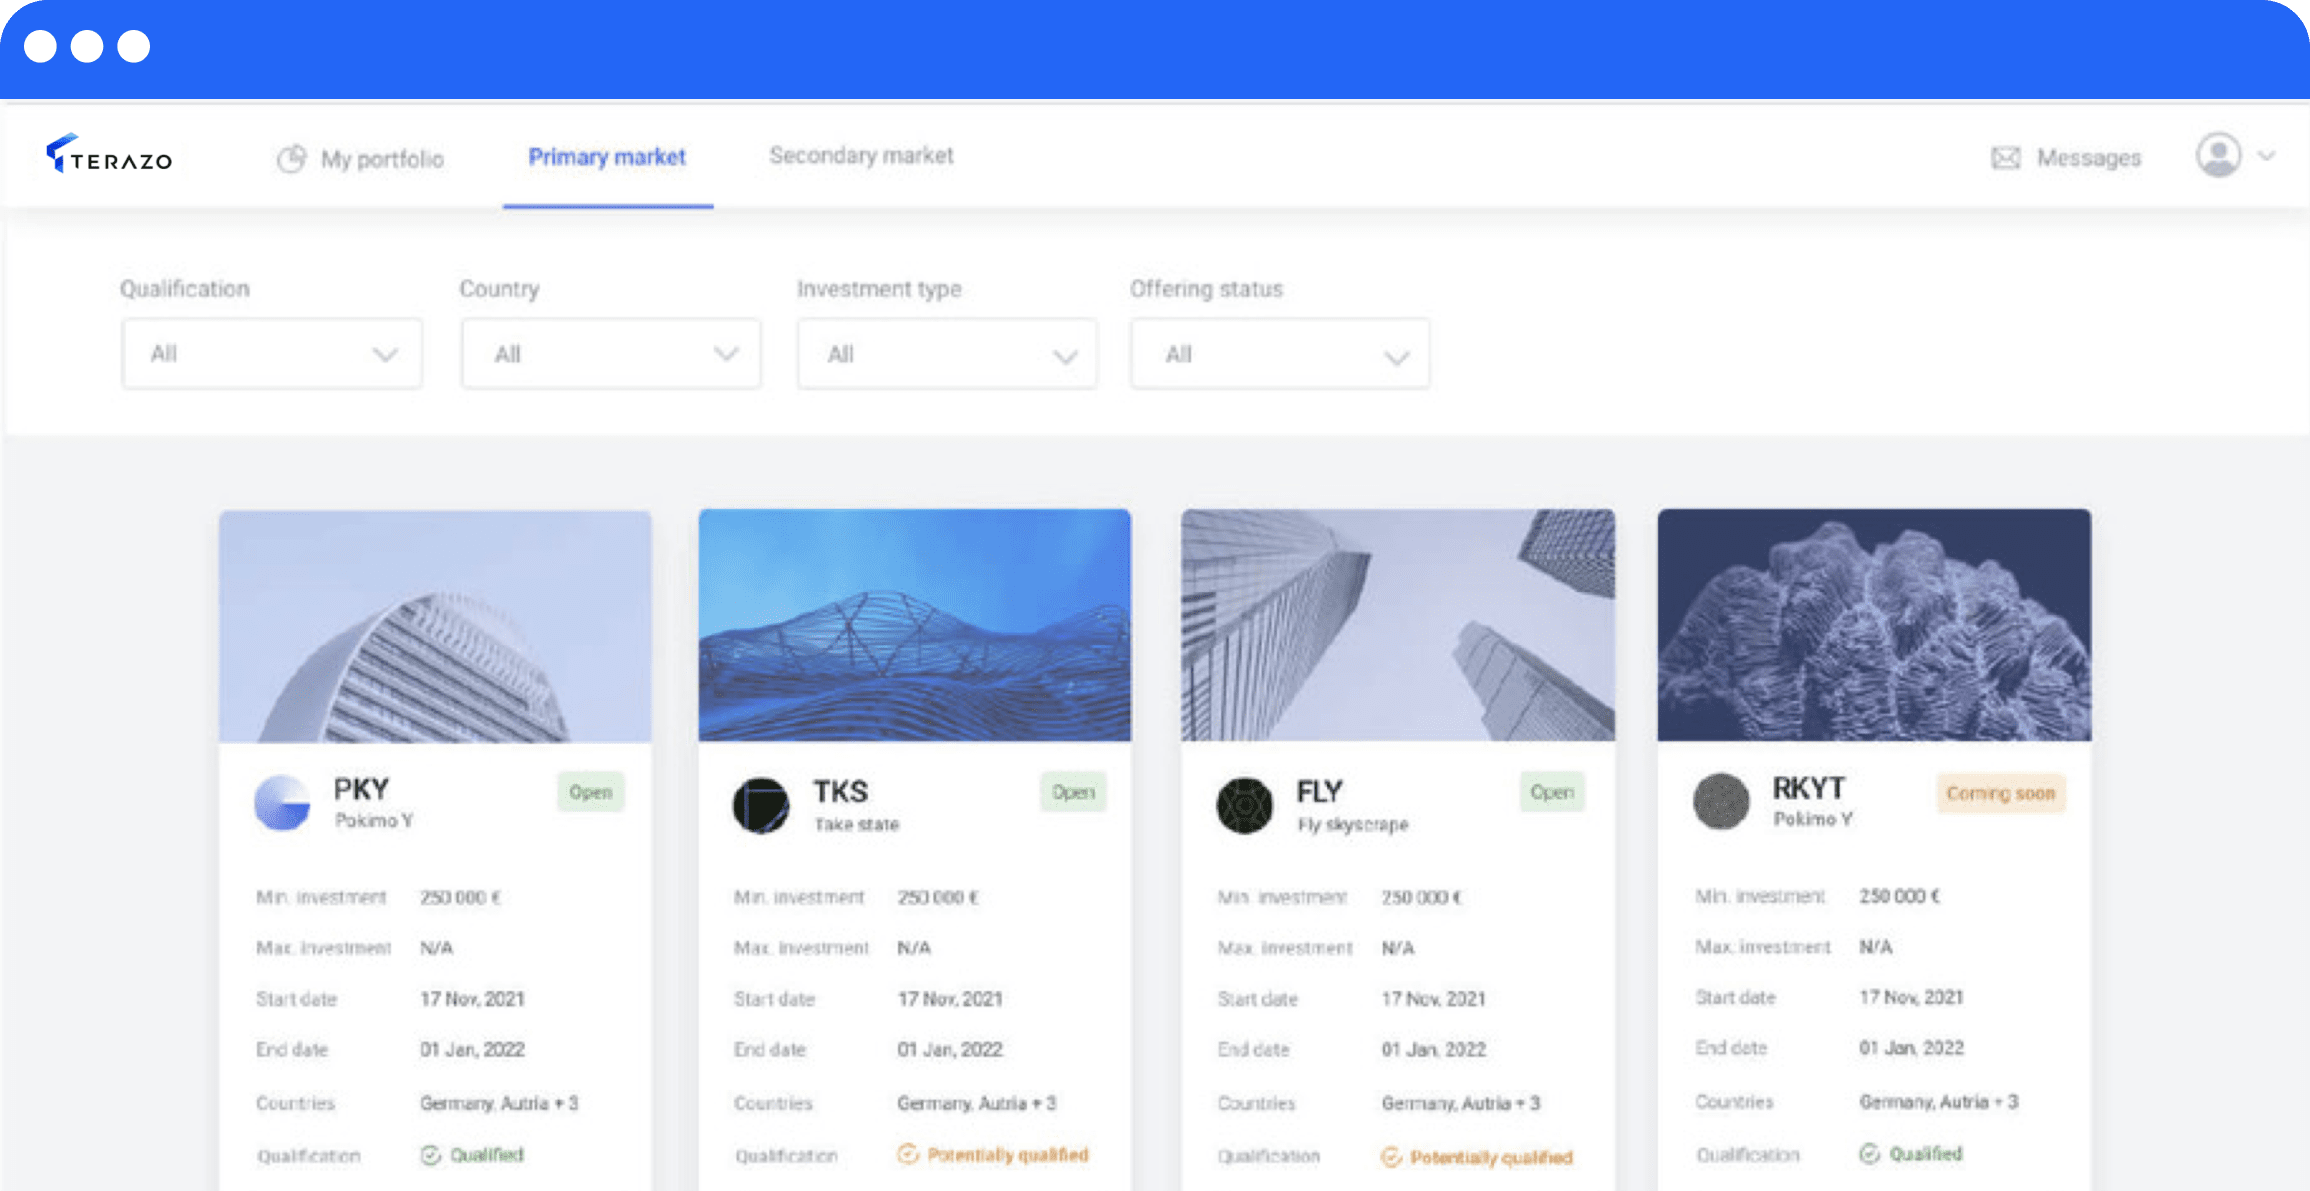 TERAZO
My portfolio
Primary market
Secondary market
Messages
Qualification
Country
Investment type
Offering status
All
All
All
All
PKY
Pokimo Y
Open
Min. investment 250 000 €
Max. investment N/A
Start date 17 Nov, 2021
End date 01 Jan, 2022
Countries Germany, Autria + 3
Qualification Qualified
TKS
Take state
Open
Min. investment 250 000 €
Max. investment N/A
Start date 17 Nov, 2021
End date 01 Jan, 2022
Countries Germany, Autria + 3
Qualification Potentially qualified
FLY
Fly skyscrape
Open
Min. investment 250 000 €
Max. investment N/A
Start date 17 Nov, 2021
End date 01 Jan, 2022
Countries Germany, Autria + 3
Qualification Potentially qualified
RKYT
Pokimo Y
Coming soon
Min. investment 250 000 €
Max. investment N/A
Start date 17 Nov, 2021
End date 01 Jan, 2022
Countries Germany, Autria + 3
Qualification Qualified